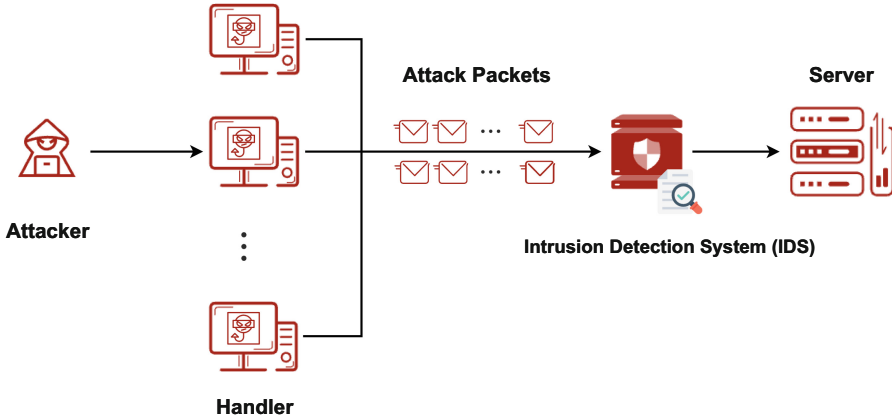 Attack Packets
Server
Attacker
Intrusion Detection System (IDS)
Handler